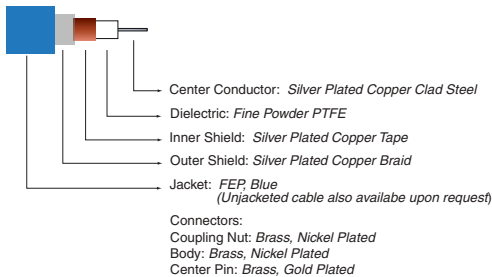 Center Conductor: Silver Plated Copper Clad Steel
Dielectric: Fine Powder PTFE
Inner Shield: Silver Plated Copper Tape
Outer Shield: Silver Plated Copper Braid
Jacket: FEP, Blue
(Unjacketed cable also availabe upon request)
Connectors:
Coupling Nut: Brass, Nickel Plated
Body: Brass, Nickel Plated
Center Pin: Brass, Gold Plated